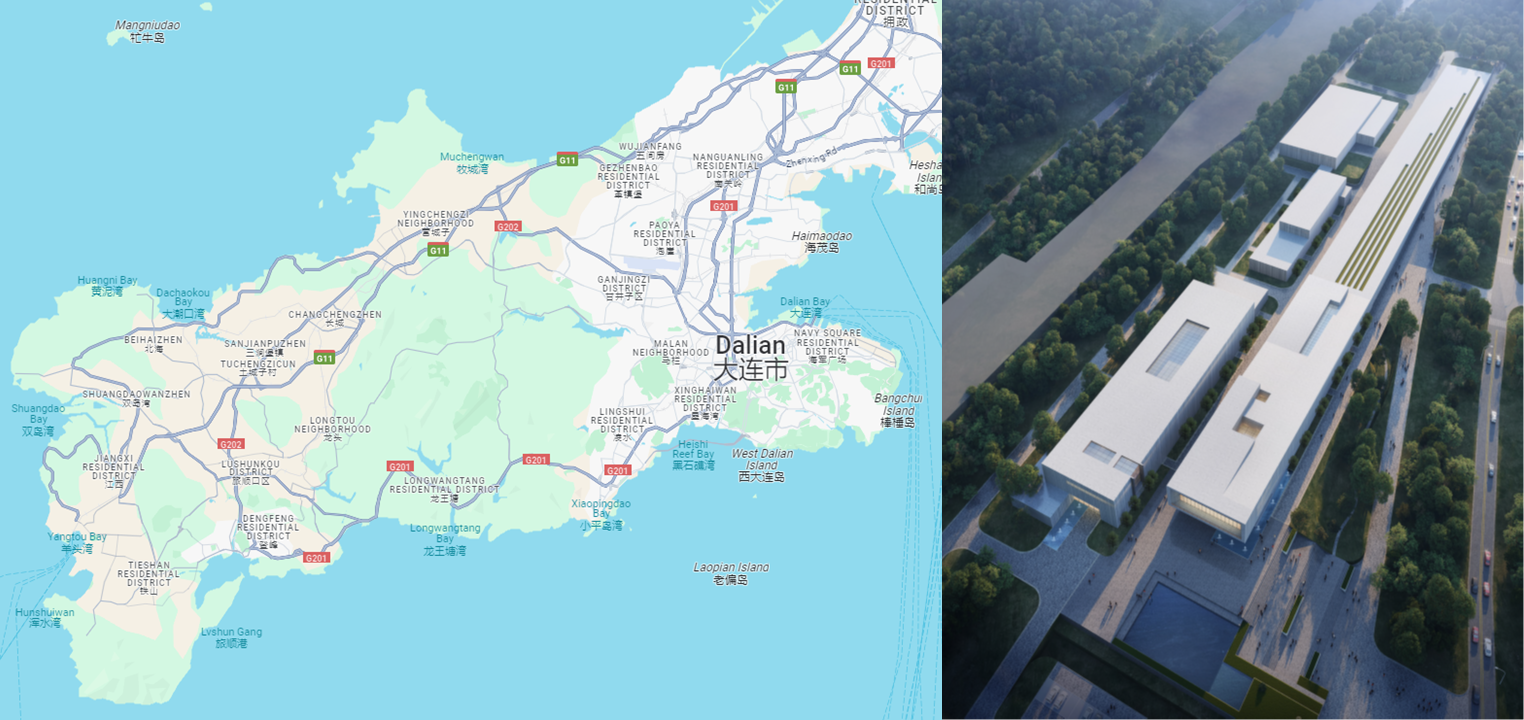 RESIDENTIAL
DISTRICT
拥政
Mangniudao
牤牛岛
G201
G11
G11
WUJIANFANG
五间房
Muchengwan
牧城湾
G11
GEZHENBAO
RESIDENTIAL
DISTRICT
革镇堡
NANGUANLING
RESIDENTIAL
DISTRICT
南关岭
Zhenxing Rd
Hesha
Islan
和尚岛
G201
YINGCHENGZI
NEIGHBORHOOD
营城子
G202
G11
PAOYA
RESIDENTIAL
DISTRICT
泡崖
Haimaodao
海茂岛
Huangni Bay
黄泥湾
Dachaokou
Bay
大潮口湾
GANJINGZI
DISTRICT
甘井子区
Dalian Bay
大连湾
CHANGCHENGZHEN
长城
BEIHAIZHEN
北海
SANJIANPUZHEN
三涧堡镇
TUCHENGZICUN
土城子村
G11
MALAN
NEIGHBORHOOD
马栏
Dalian
大连市
NAVY SQUARE
RESIDENTIAL
DISTRICT
海军广场
SHUANGDAOWANZHEN
双岛湾
XINGHAIWAN
RESIDENTIAL
DISTRICT
星海湾
Bangchui
Island
棒棰岛
Shuangdao
Bay
双岛湾
LONGTOU
NEIGHBORHOOD
龙头
LINGSHUI
RESIDENTIAL
DISTRICT
凌水
G202
Heishi
Reef Bay
黑石礁湾
West Dalian
Island
西大连岛
JIANGXI
RESIDENTIAL
DISTRICT
江西
LUSHUNKOU
DISTRICT
旅顺口区
G201
G201
G201
LONGWANGTANG
RESIDENTIAL DISTRICT
龙王塘
Xiaopingdao
Bay
小平岛湾
DENGFENG
RESIDENTIAL
DISTRICT
登峰
Yangtou Bay
羊头湾
Longwangtang
Bay
龙王塘湾
G201
TIESHAN
RESIDENTIAL
DISTRICT
铁山
Laopian Island
老偏岛
Hunshuiwan
浑水湾
Lvshun Gang
旅顺港